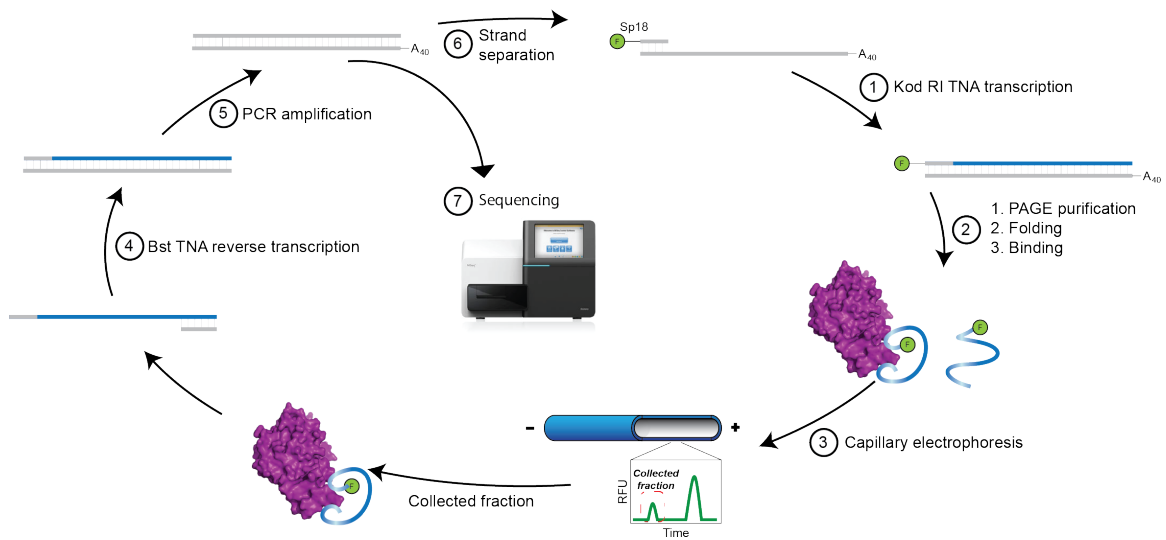 Sp18
F
A40
6 Strand
separation
A40
1 Kod RI TNA transcription
5 PCR amplification
F
A40
7 Sequencing
2
1. PAGE purification
2. Folding
3. Binding
4 Bst TNA reverse transcription
F
F
- +
3 Capillary electrophoresis
Collected
fraction
RFU
Time
F
Collected fraction